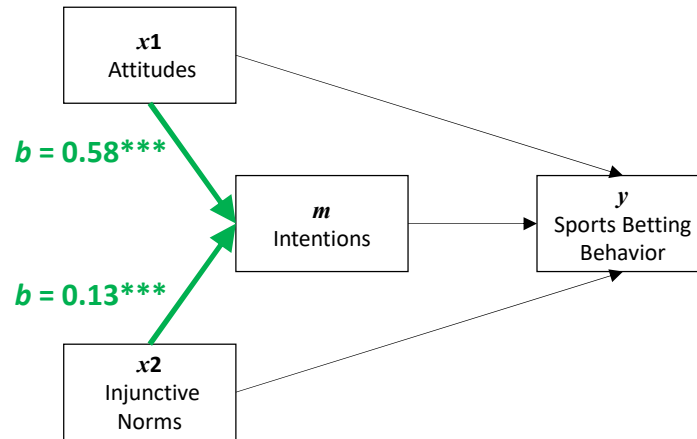 x1
Attitudes
b = 0.58***
m
Intentions
y
Sports Betting
Behavior
b = 0.13***
x2
Injunctive
Norms